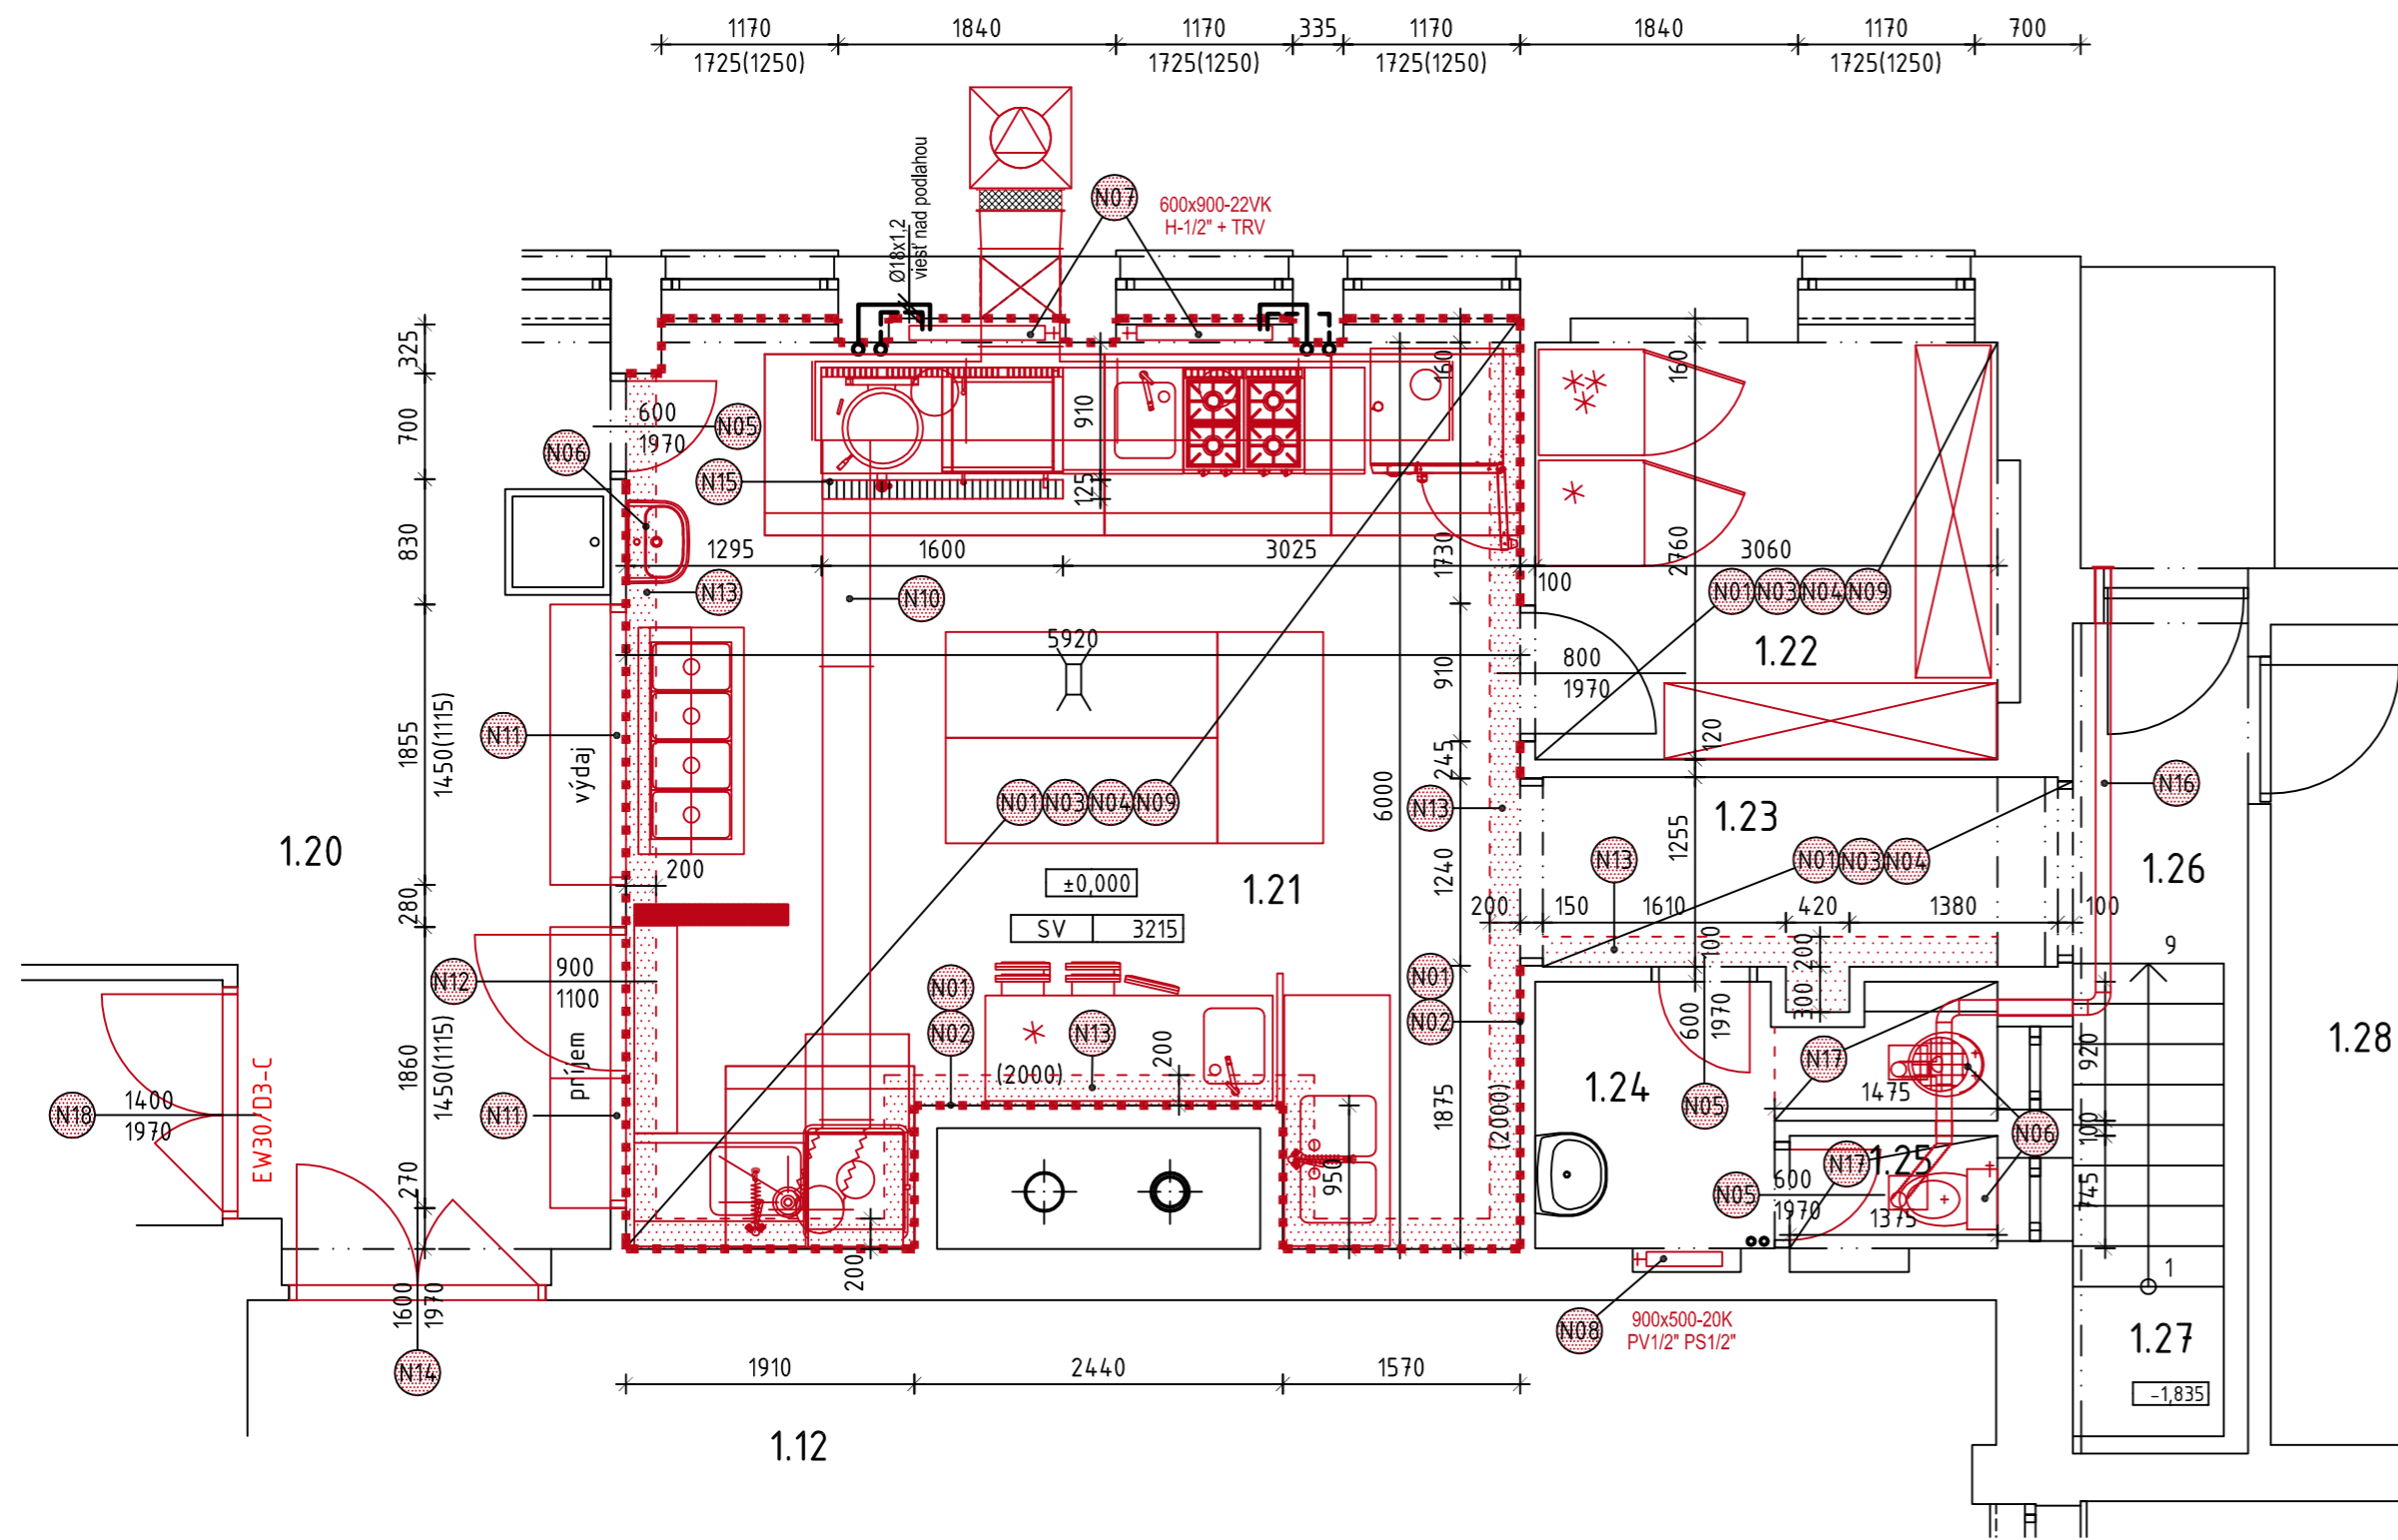 1170 1840 1170 335 1170 1840 1170 700
1725(1250) 1725(1250) 1725(1250) 1725(1250)
Ø18x1,2
viesť nad podlahou
N07
600x900-22VK
H-1/2" + TRV
325
700
830
1855
1450(1115)
280
1860
1450(1115)
270
600
1970
N05
N06
N15
N13
1295 1600 3025
N10
910
125
5920
160
1730
910
245
1240
1875
6000
160
2760
3060
100
N01 N03 N04 N09
1.22
800
1970
120
N11
výdaj
1.20
200
N01 N03 N04 N09
±0,000
SV 3215
1.21
N13
1.23
1255
N13
N01 N03 N04
200 150 1610 420 1380 100
100
200
300
N16
1.26
9
1.28
N12
900
1100
príjem
N11
N18
1400
1970
EW30/D3-C
1600
1970
N14
N01
N02
N13
(2000)
200
N01
N02
(2000)
950
200
600
1970
1.24
N05
N17
1475
920
100
745
N06
N17
1.25
N05
600
1970
1375
N08
900x500-20K
PV1/2" PS1/2"
1
1.27
-1,835
1910 2440 1570
1.12